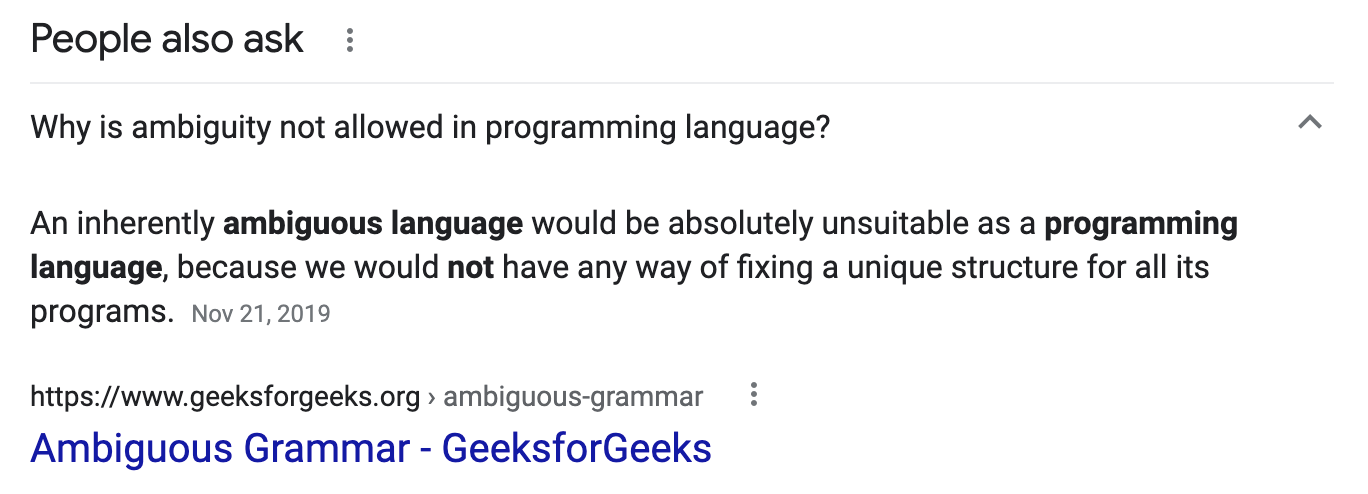 People also ask
Why is ambiguity not allowed in programming language?
An inherently ambiguous language would be absolutely unsuitable as a programming
language, because we would not have any way of fixing a unique structure for all its
programs. Nov 21, 2019
https://www.geeksforgeeks.org › ambiguous-grammar
Ambiguous Grammar - GeeksforGeeks